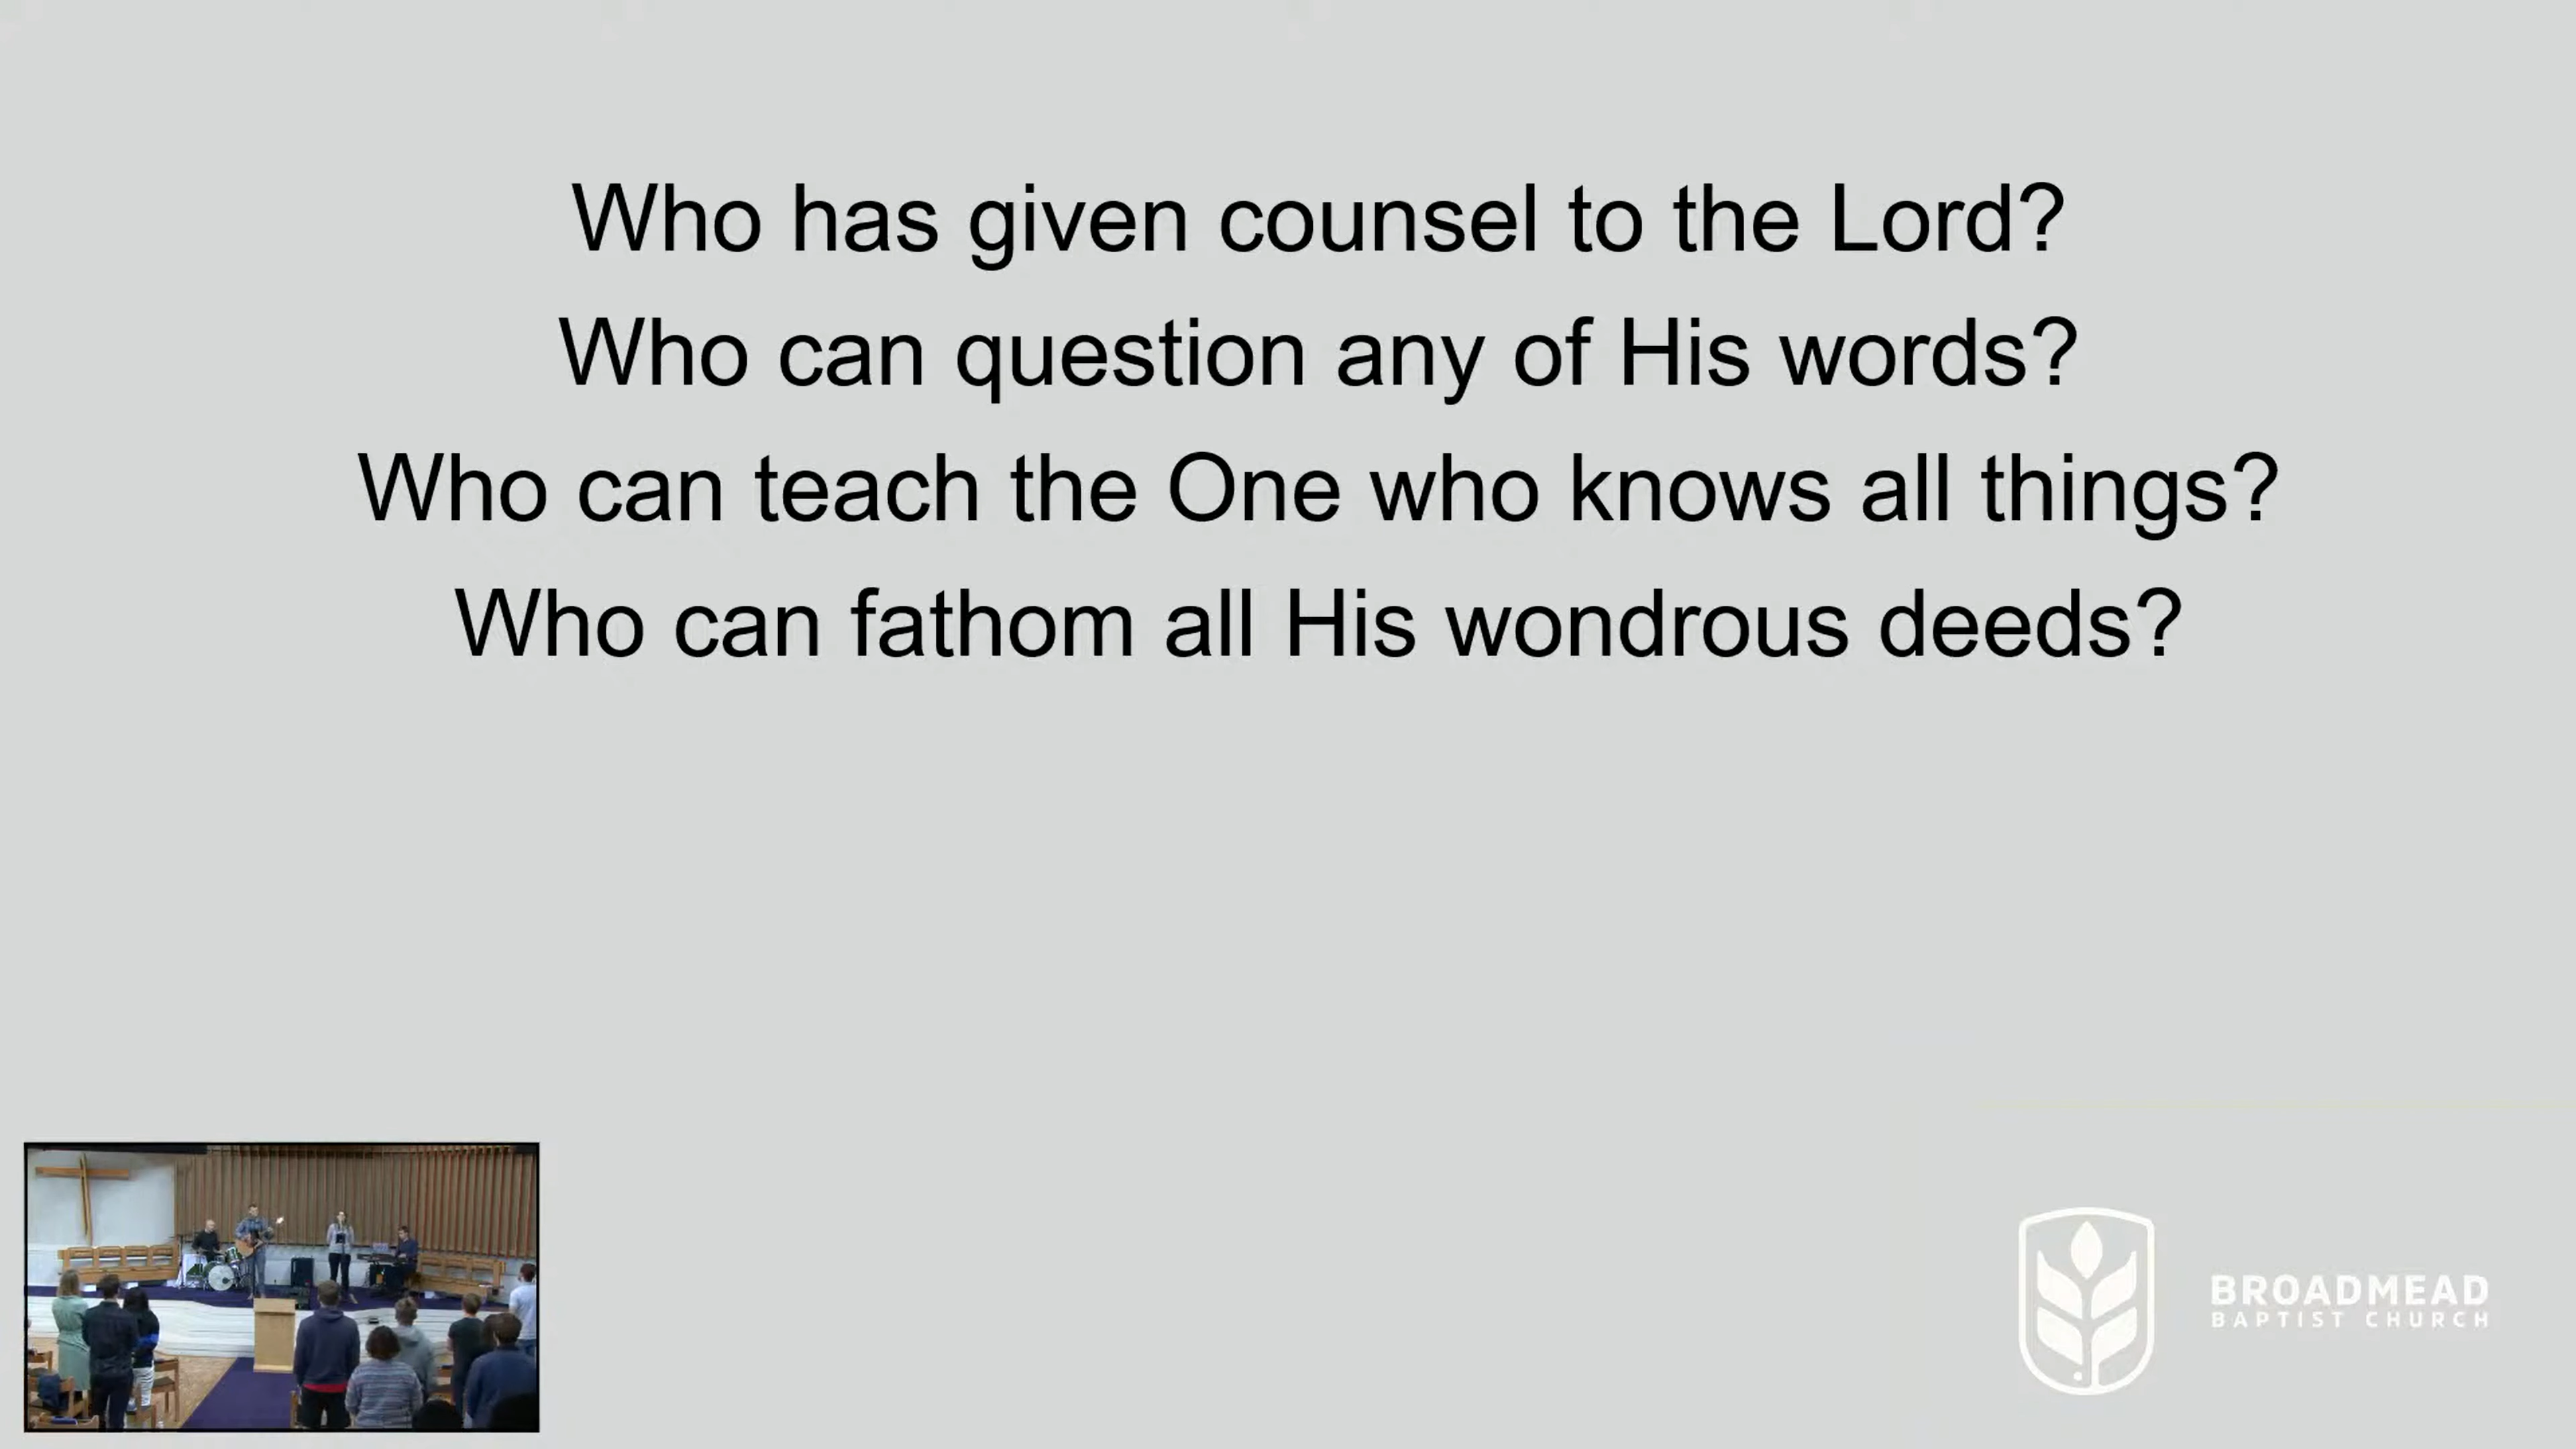 Who has given counsel to the Lord?
Who can question any of His words?
Who can teach the One who knows all things?
Who can fathom all His wondrous deeds?
BROADMEAD
BAPTIST CHURCH